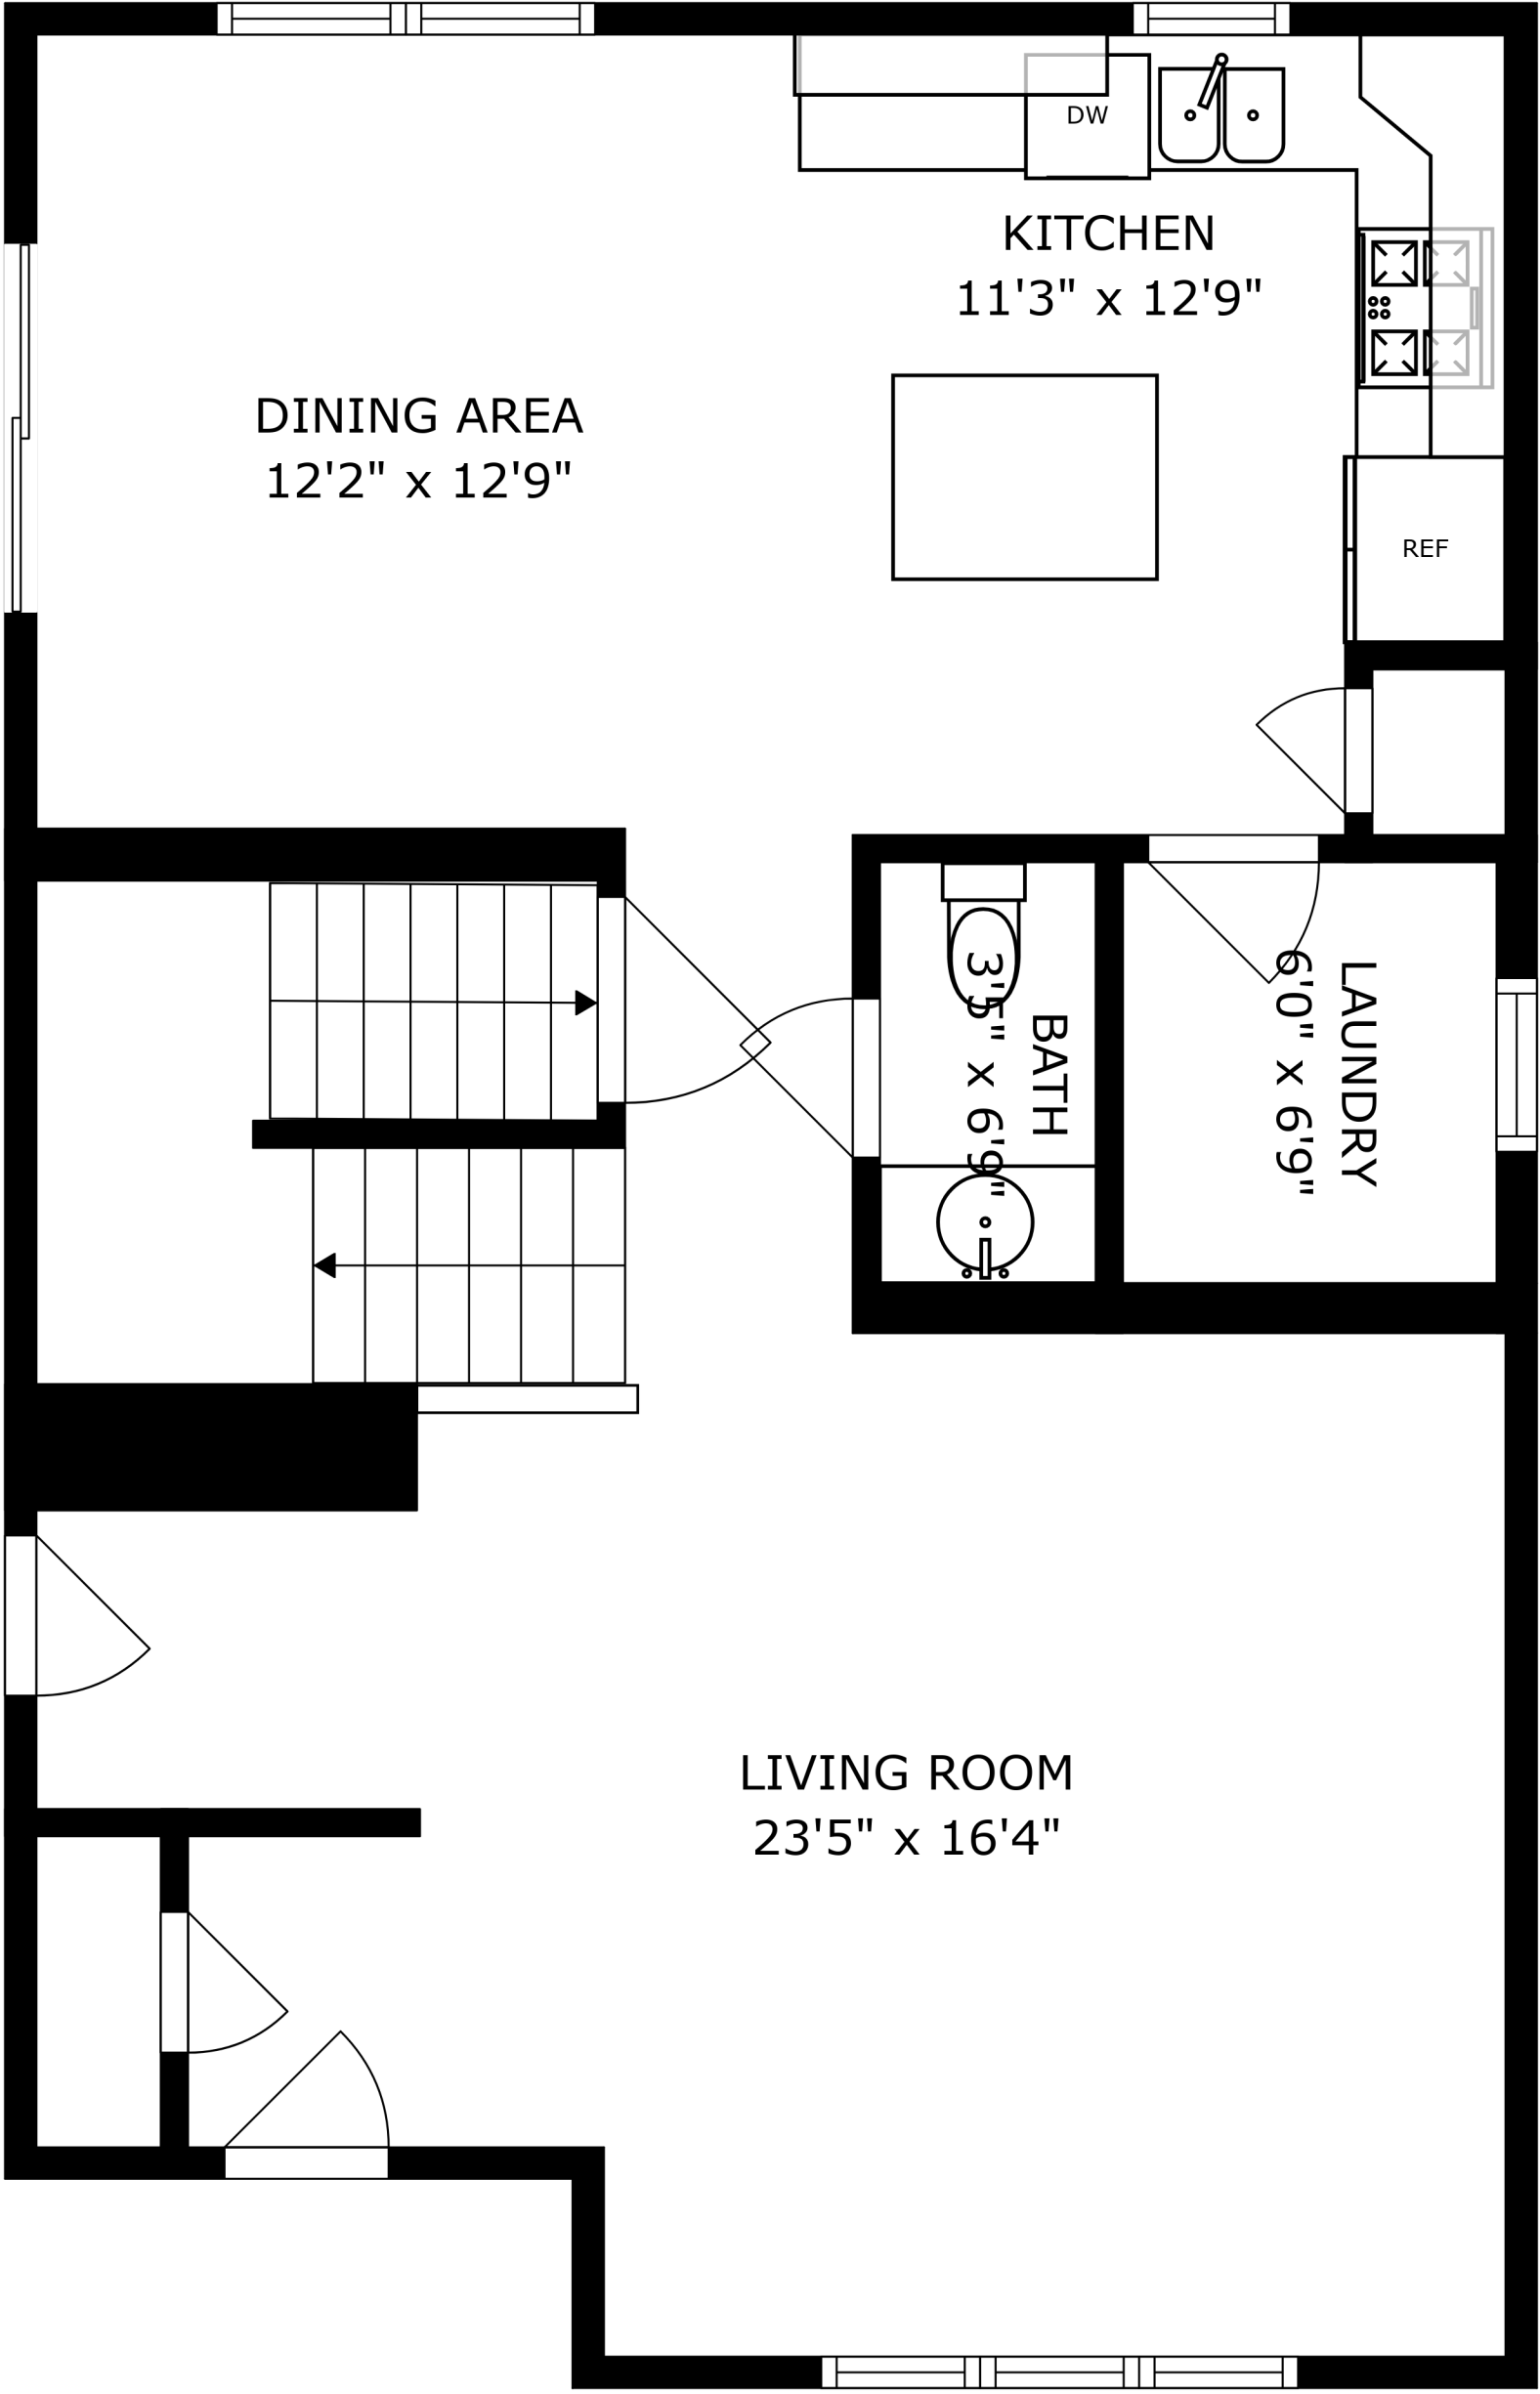 DW
KITCHEN
11'3" x 12'9"
DINING AREA
12'2" x 12'9"
REF
BATH
3'5" x 6'9"
LAUNDRY
6'0" x 6'9"
LIVING ROOM
23'5" x 16'4"